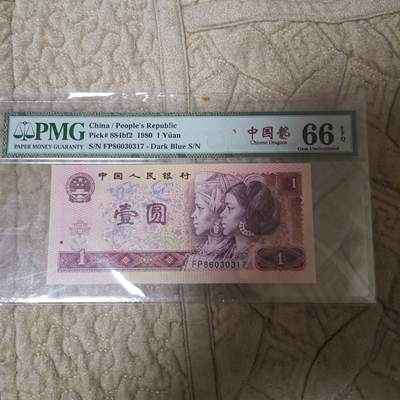 PMG
PAPER MONEY GUARANTY
China / People's Republic
Pick# 884bf2 1980 1 Yüan
S/N FP86030317 - Dark Blue S/N
中国龙
Chinese Dragon
66 EPQ
Gem Uncirculated
中国人民银行
1
壹圆
1
1
FP86030317